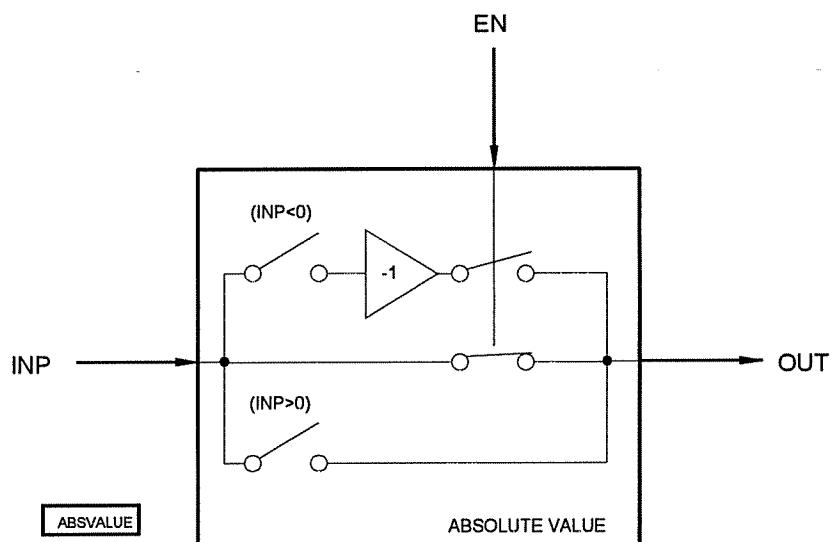 EN
(INP<0)
-1
INP
OUT
(INP>0)
ABSVALUE
ABSOLUTE VALUE